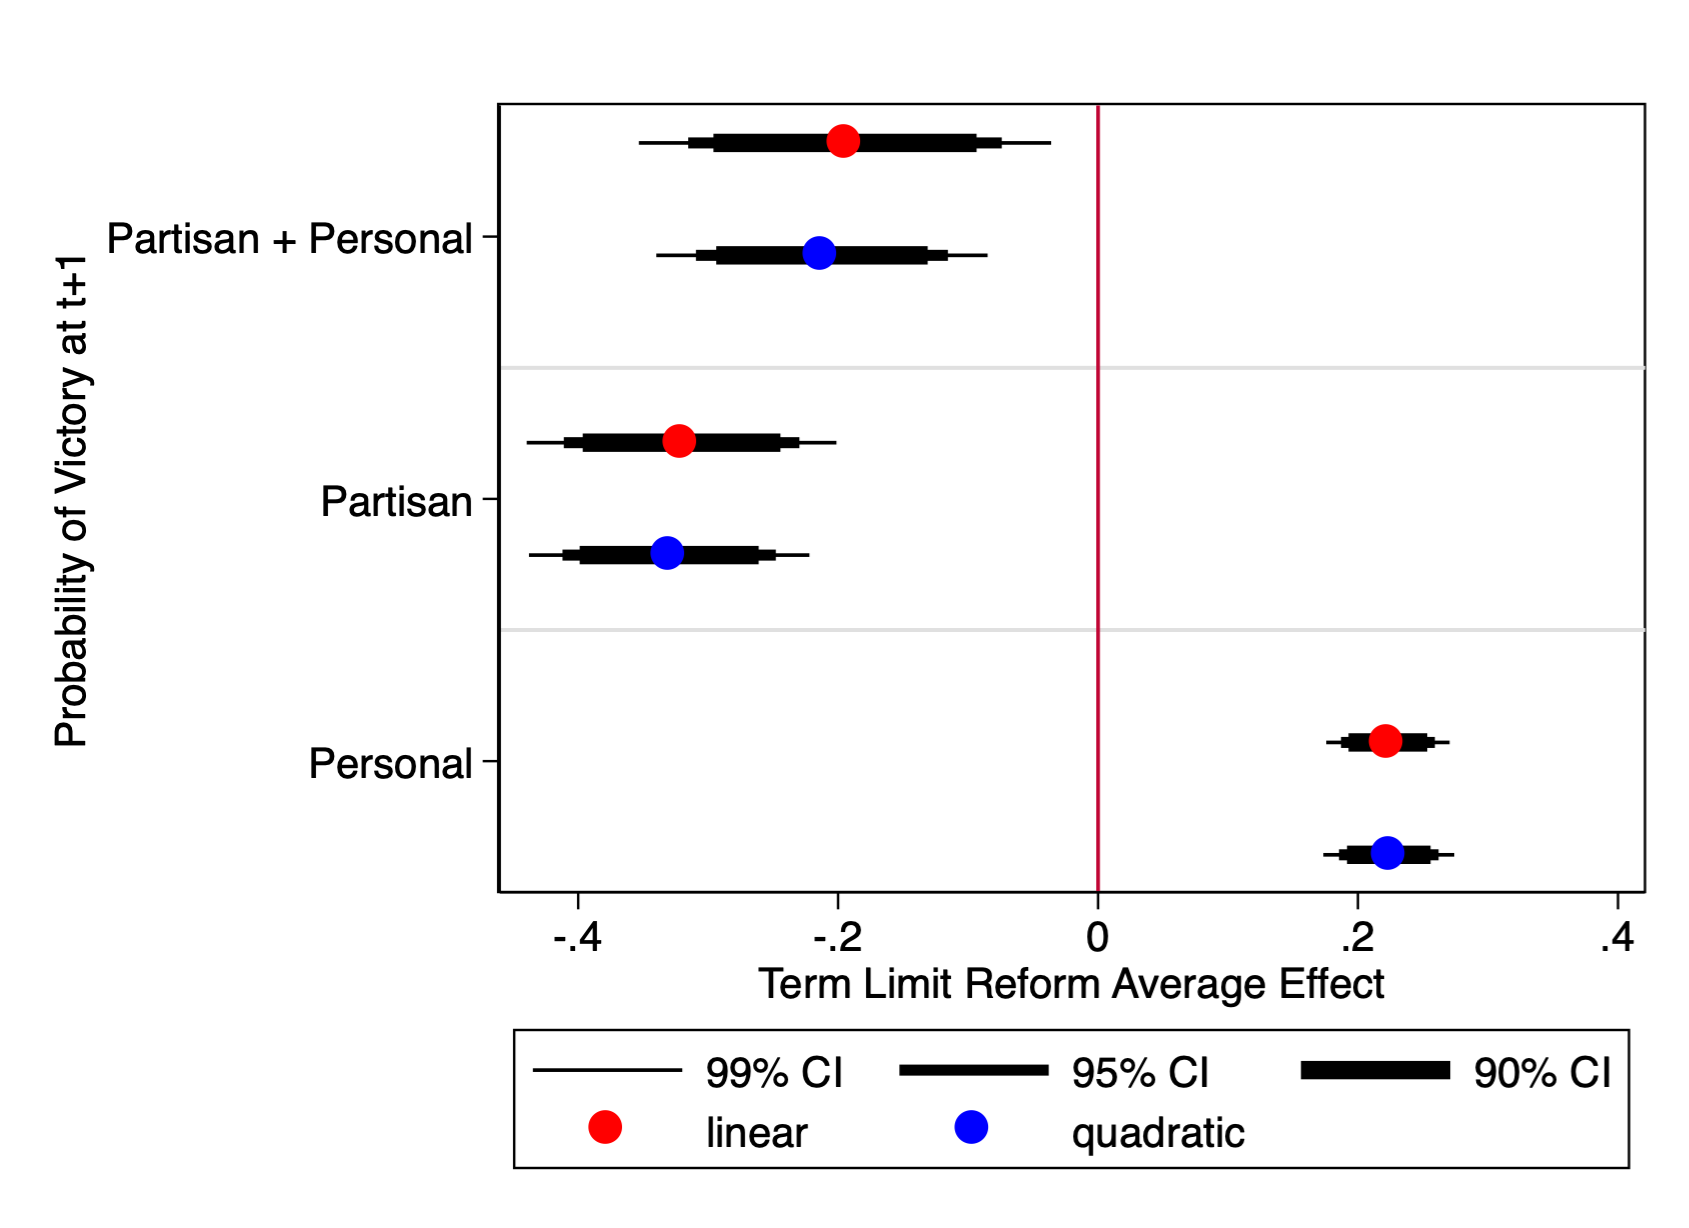 Probability of Victory at t+1
Partisan + Personal
Partisan
Personal
-.4 -.2 0 .2 .4
Term Limit Reform Average Effect
99% CI 95% CI 90% CI
linear quadratic